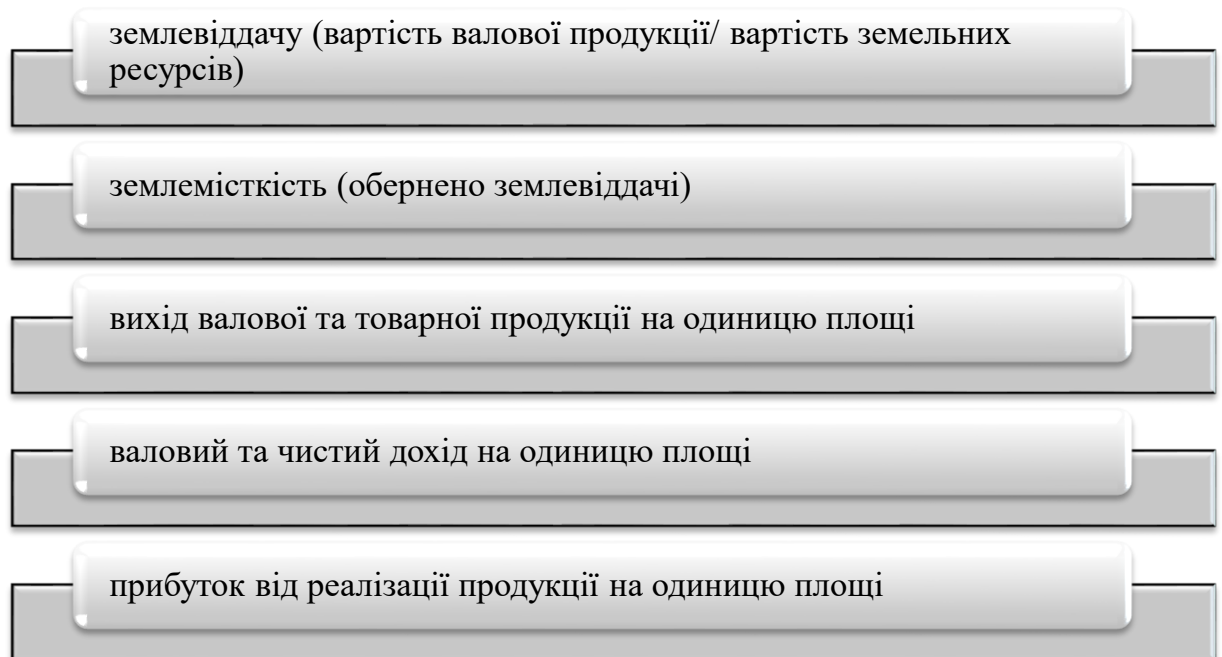 землевіддачу (вартість валової продукції/ вартість земельних
ресурсів)
землемісткість (обернено землевіддачі)
вихід валової та товарної продукції на одиницю площі
валовий та чистий дохід на одиницю площі
прибуток від реалізації продукції на одиницю площі